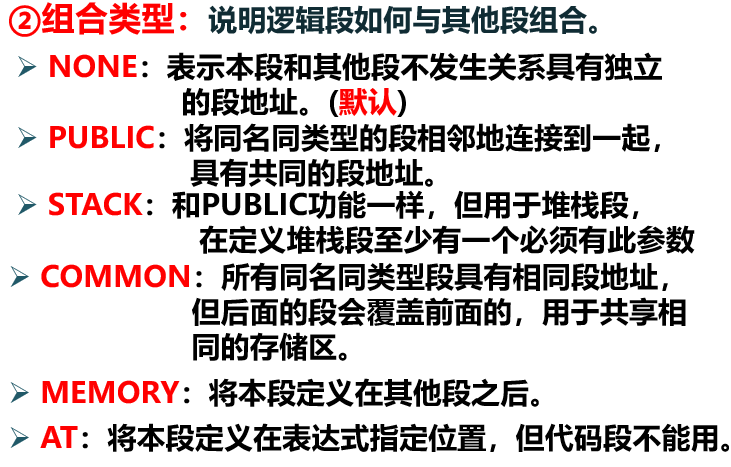 ②组合类型：说明逻辑段如何与其他段组合。
➢ NONE：表示本段和其他段不发生关系具有独立
的段地址。(默认)
➢ PUBLIC：将同名同类型的段相邻地连接到一起，
具有共同的段地址。
➢ STACK：和PUBLIC功能一样，但用于堆栈段，
在定义堆栈段至少有一个必须有此参数
➢ COMMON：所有同名同类型段具有相同段地址，
但后面的段会覆盖前面的，用于共享相
同的存储区。
➢ MEMORY：将本段定义在其他段之后。
➢ AT：将本段定义在表达式指定位置，但代码段不能用。